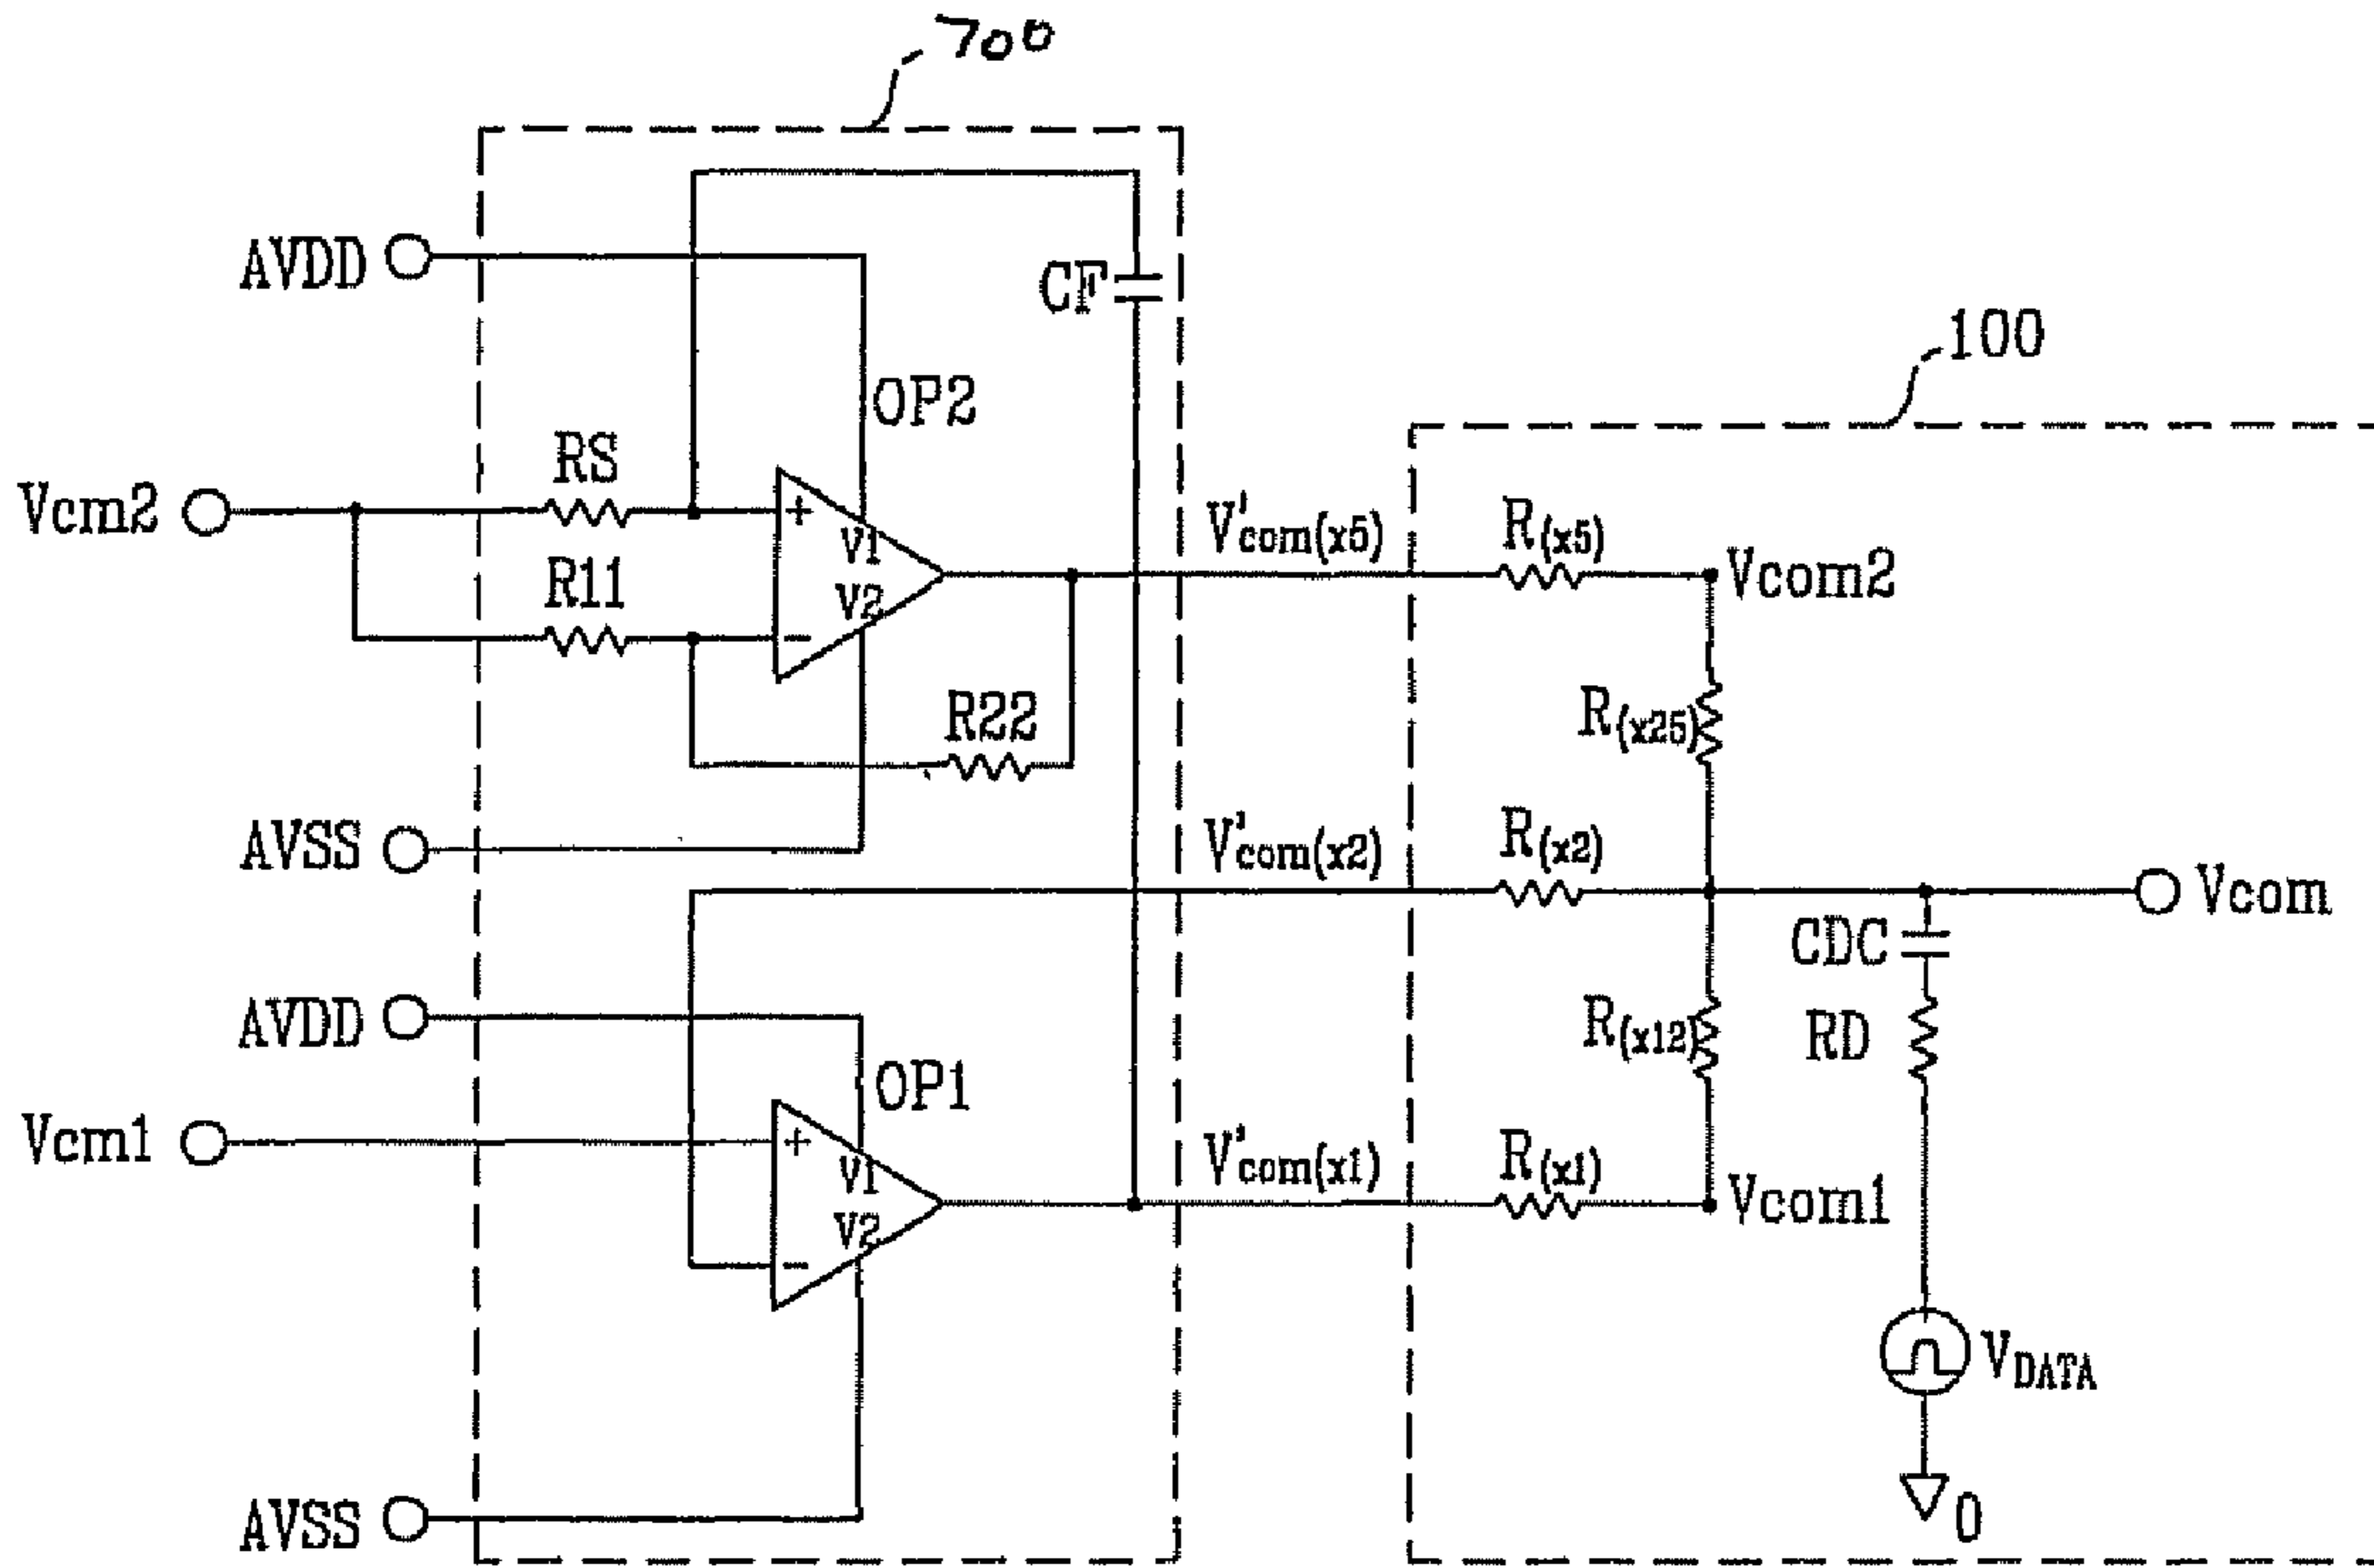 700
AVDD
CF
100
OP2
RS
Vcm2
+
V1
V'com(x5)
R(x5)
Vcom2
R11
V2
−
R22
R(x25)
AVSS
V'com(x2)
R(x2)
Vcom
CDC
AVDD
R(x12)
RD
OP1
Vcm1
+
V1
V'com(x1)
R(x1)
Vcom1
V2
−
VDATA
AVSS
0